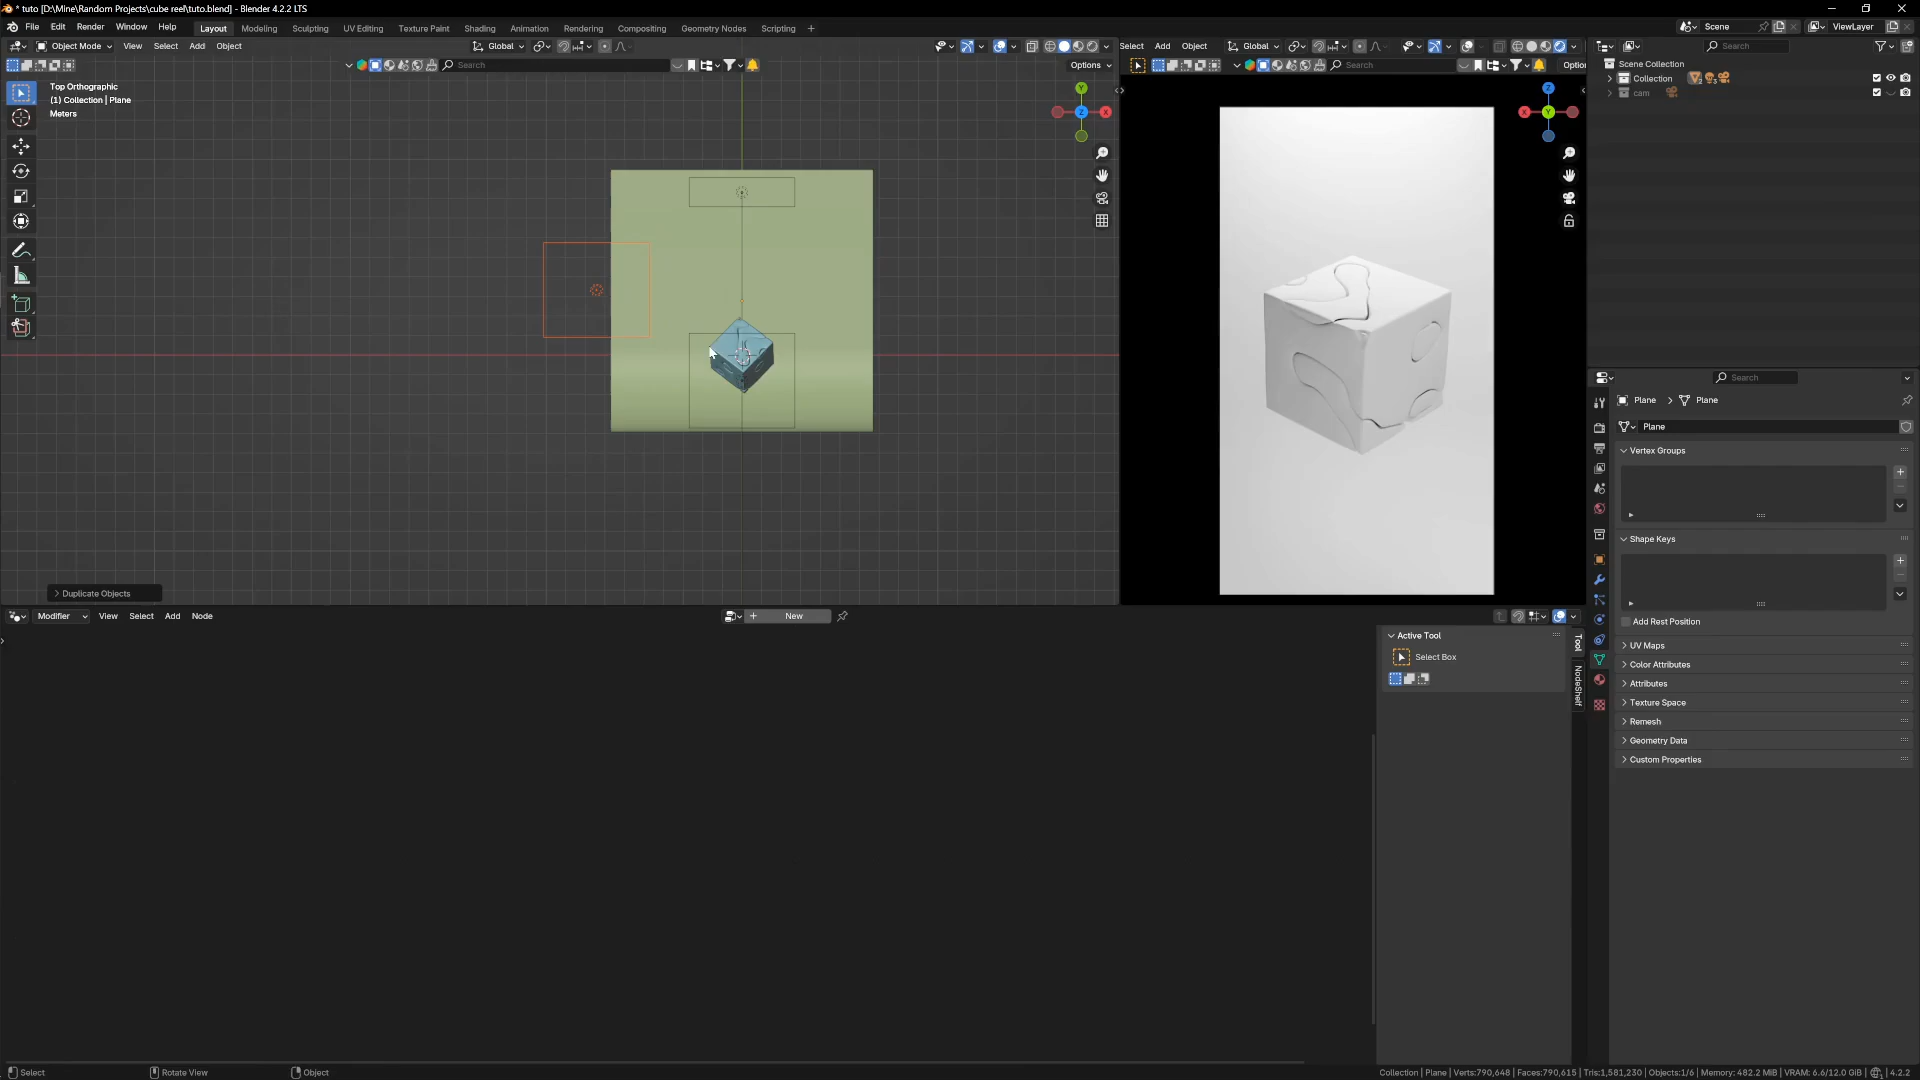 * tuto [D:\Mine\Random Projects\cube reel\tuto.blend] - Blender 4.2.2 LTS
File Edit Render Window Help Layout Modeling Sculpting UV Editing Texture Paint Shading Animation Rendering Compositing Geometry Nodes Scripting + Scene ViewLayer
Object Mode View Select Add Object Global Select Add Object Global Search
Search Options Search Optior
Top Orthographic
(1) Collection | Plane
Meters
Y
X
Z
Z
X
Y
Scene Collection
Collection
cam
Search
Plane > Plane
Plane
Vertex Groups
Shape Keys
Add Rest Position
UV Maps
Color Attributes
Attributes
Texture Space
Remesh
Geometry Data
Custom Properties
> Duplicate Objects
Modifier View Select Add Node + New
Active Tool
Select Box
Tool
NodeShelf
Select Rotate View Object
Collection | Plane | Verts:790,648 | Faces:790,615 | Tris:1,581,230 | Objects:1/6 | Memory: 482.2 MiB | VRAM: 6.6/12.0 GiB | 4.2.2